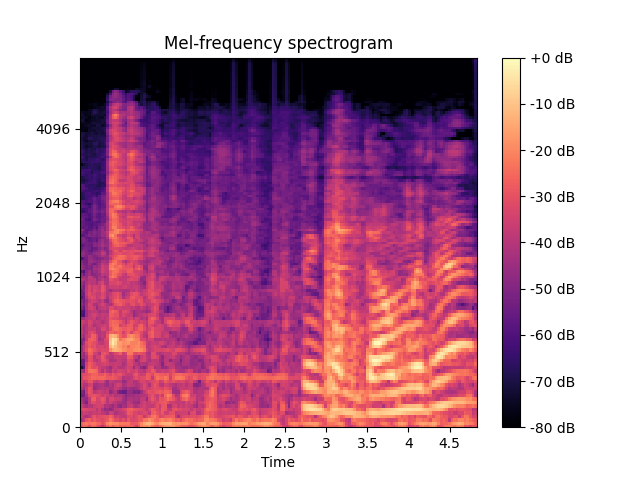 Mel-frequency spectrogram
+0 dB
-10 dB
-20 dB
-30 dB
-40 dB
-50 dB
-60 dB
-70 dB
-80 dB
Hz
4096
2048
1024
512
0
0 0.5 1 1.5 2 2.5 3 3.5 4 4.5
Time